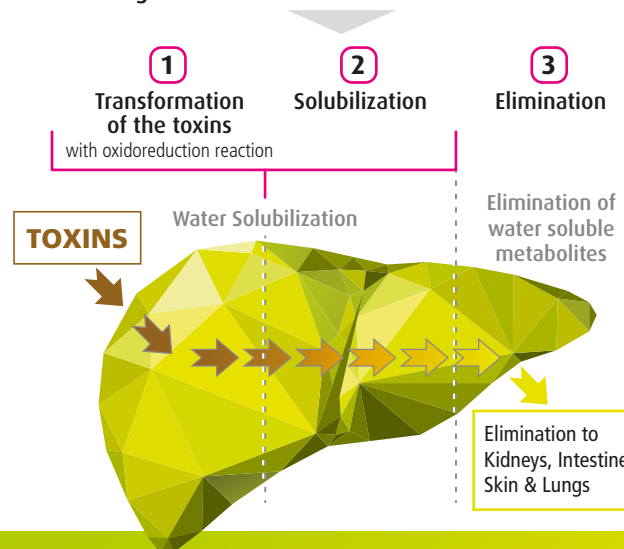 1
Transformation
of the toxins
with oxidoreduction reaction
2
Solubilization
3
Elimination
Water Solubilization
Elimination of
water soluble
metabolites
TOXINS
Elimination to
Kidneys, Intestine
Skin & Lungs